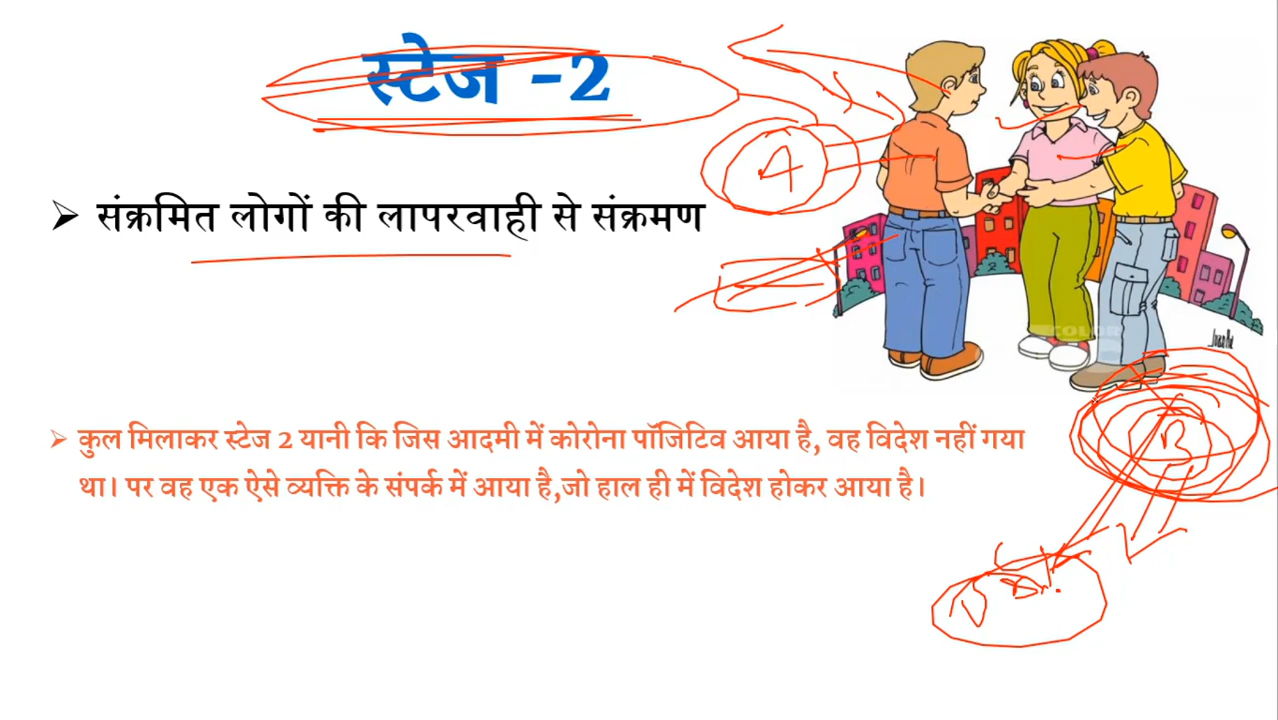 स्टेज -2
संक्रमित लोगों की लापरवाही से संक्रमण
A
कुल मिलाकर स्टेज 2 यानी कि जिस आदमी में कोरोना पॉजिटिव आया है, वह विदेश नहीं गया
था। पर वह एक ऐसे व्यक्ति के संपर्क में आया है,जो हाल ही में विदेश होकर आया है।
B